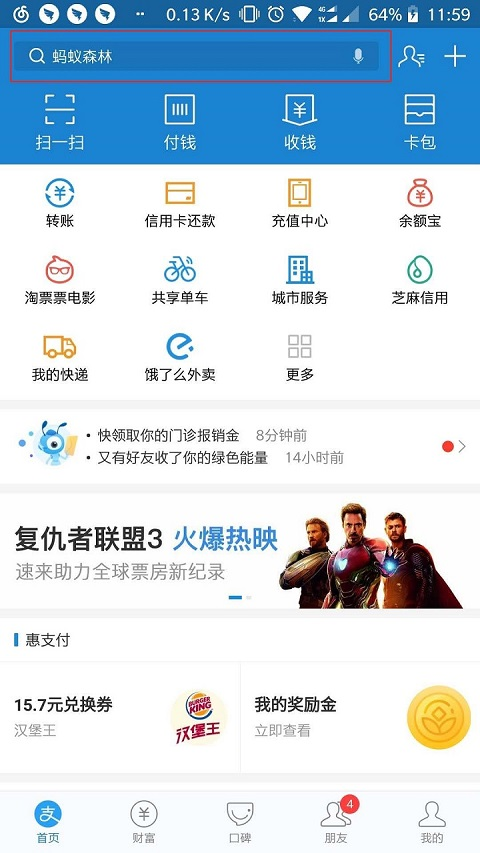 0.13 K/s 4G 1X 64% 11:59
蚂蚁森林
扫一扫 付钱 收钱 卡包
转账 信用卡还款 充值中心 余额宝
淘票票电影 共享单车 城市服务 芝麻信用
我的快递 饿了么外卖 更多
• 快领取你的门诊报销金 8分钟前
• 又有好友收了你的绿色能量 14小时前
复仇者联盟3 火爆热映
速来助力全球票房新纪录
惠支付
15.7元兑换券
汉堡王
BURGER KING
汉堡王
我的奖励金
立即查看
4
支
首页 财富 口碑 朋友 我的